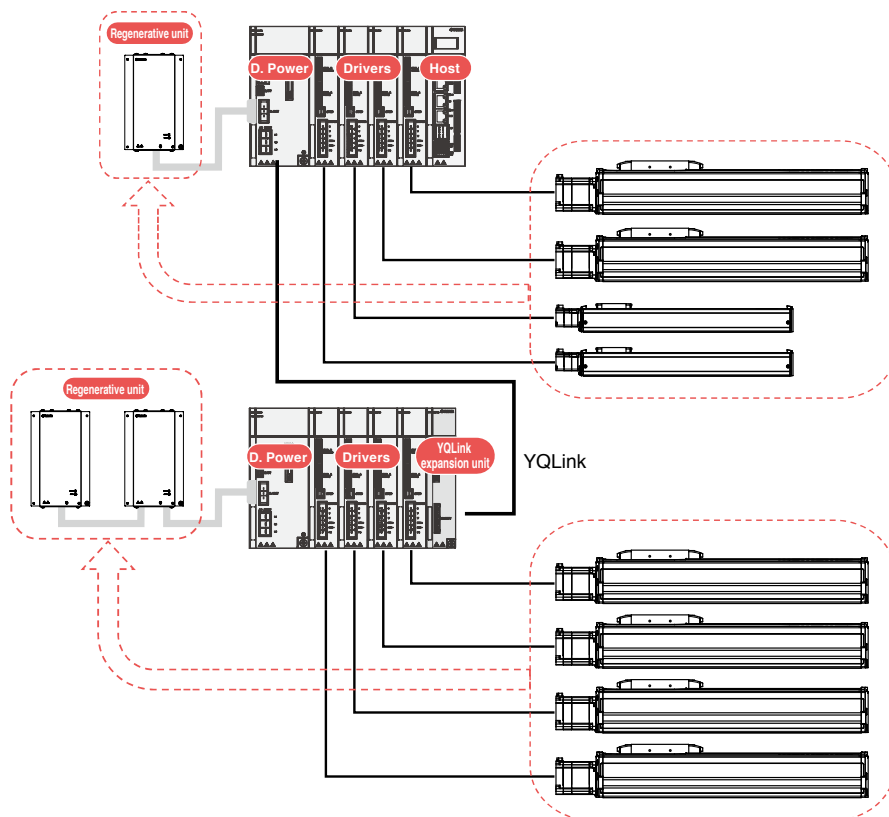 Regenerative unit
D. Power
Drivers
Host
Regenerative unit
D. Power
Drivers
YQLink
expansion unit
YQLink